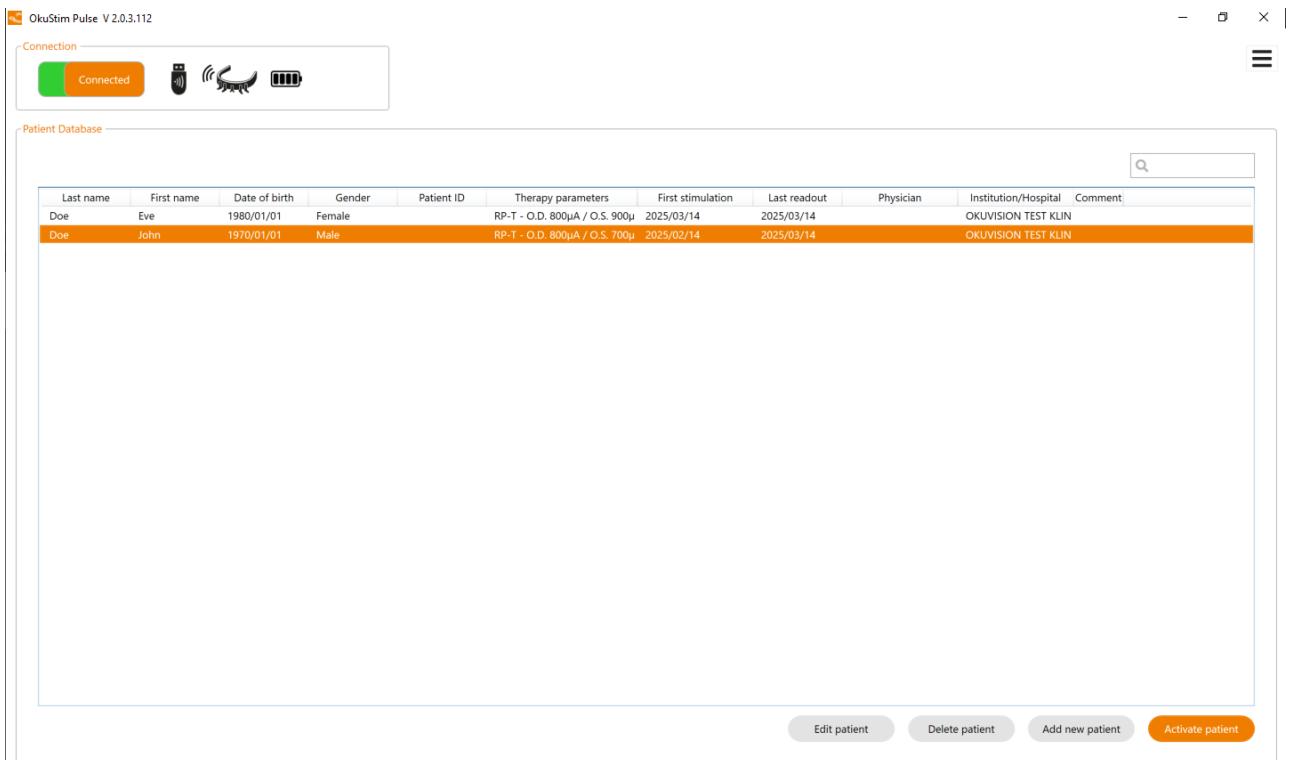 OkuStim Pulse V 2.0.3.112
Connection
Connected
Patient Database
Last name First name Date of birth Gender Patient ID Therapy parameters First stimulation Last readout Physician Institution/Hospital Comment
Doe Eve 1980/01/01 Female RP-T - O.D. 800µA / O.S. 900µ 2025/03/14 2025/03/14 OKUVISION TEST KLIN
Doe John 1970/01/01 Male RP-T - O.D. 800µA / O.S. 700µ 2025/02/14 2025/03/14 OKUVISION TEST KLIN
Edit patient Delete patient Add new patient Activate patient